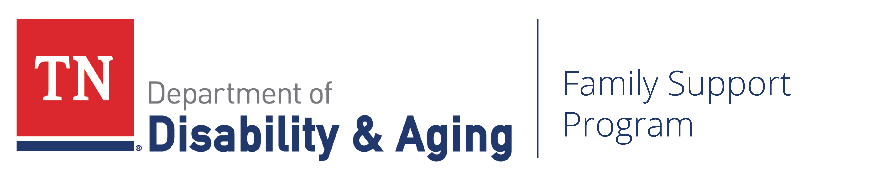 TN
Department of
Disability & Aging
®
Family Support
Program